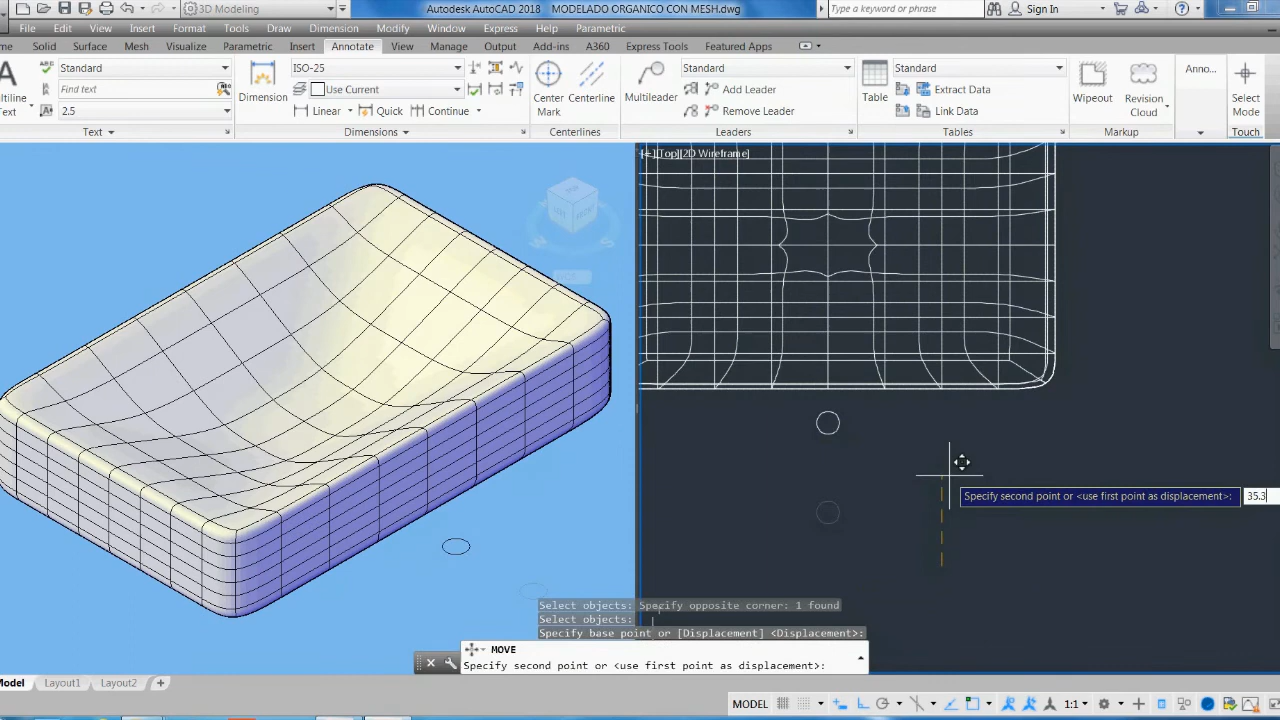 3D Modeling
Autodesk AutoCAD 2018 MODELADO ORGANICO CON MESH.dwg
Type a keyword or phrase
Sign In
File Edit View Insert Format Tools Draw Dimension Modify Window Express Help Parametric
me Solid Surface Mesh Visualize Parametric Insert Annotate View Manage Output Add-ins A360 Express Tools Featured Apps
Standard
Find text
2.5
Text
Dimension
ISO-25
Use Current
Linear Quick Continue
Dimensions
Center Mark
Centerline
Centerlines
Multileader
Standard
Add Leader
Remove Leader
Leaders
Table
Standard
Extract Data
Link Data
Tables
Wipeout
Revision Cloud
Markup
Anno...
Select Mode
Touch
[Top][2D Wireframe]
Specify second point or <use first point as displacement>: 35.3
Select objects: Specify opposite corner: 1 found
Select objects:
Specify base point or [Displacement] <Displacement>:
MOVE
Specify second point or <use first point as displacement>:
Model Layout1 Layout2 +
MODEL
1:1